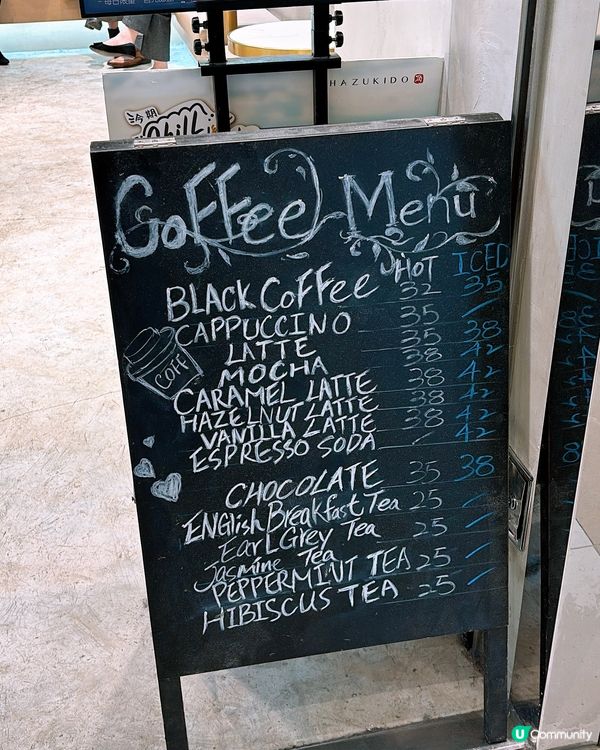 HAZUKIDO
Chill
Coffee Menu
HOT ICED
BLACK Coffee 32 35
CAPPUCCINO 35 /
LATTE 35 38
MOCHA 38 42
CARAMEL LATTE 38 42
HAZELNUT LATTE 38 42
VANILLA LATTE 38 42
ESPRESSO SODA / 42
COFF
CHOCOLATE 35 38
ENGlish Breakfast Tea 25 /
Earl Grey Tea 25 /
Jasmine Tea
PEPPERMINT TEA 25 /
HIBISCUS TEA 25 /
U Community